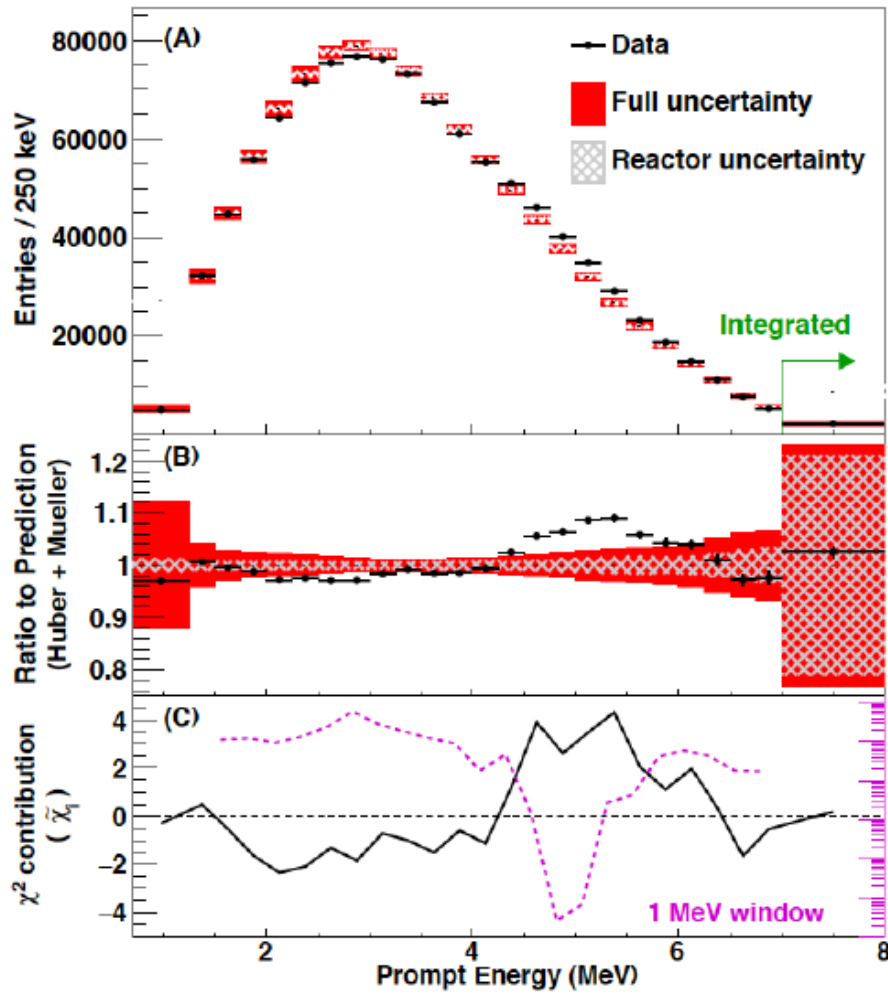 (A)
Data
Full uncertainty
Reactor uncertainty
Integrated
Entries / 250 keV
80000
60000
40000
20000
(B)
Ratio to Prediction
(Huber + Mueller)
1.2
1.1
1
0.9
0.8
(C)
χ² contribution
( χ̃ᵢ )
4
2
0
−2
−4
1 MeV window
2 4 6 8
Prompt Energy (MeV)